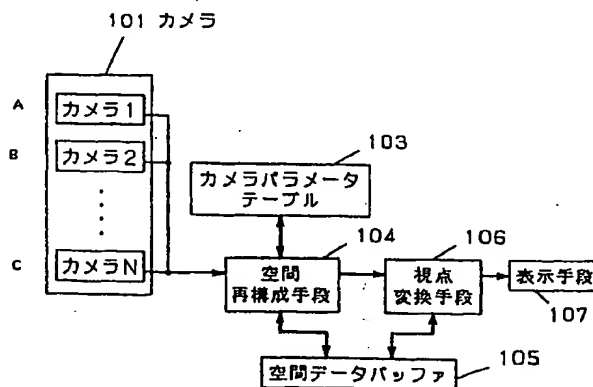 101 カメラ
A
カメラ1
B
カメラ2
C
カメラN
103
カメラパラメータ
テーブル
104
空間
再構成手段
106
視点
変換手段
表示手段
107
空間データバッファ
105